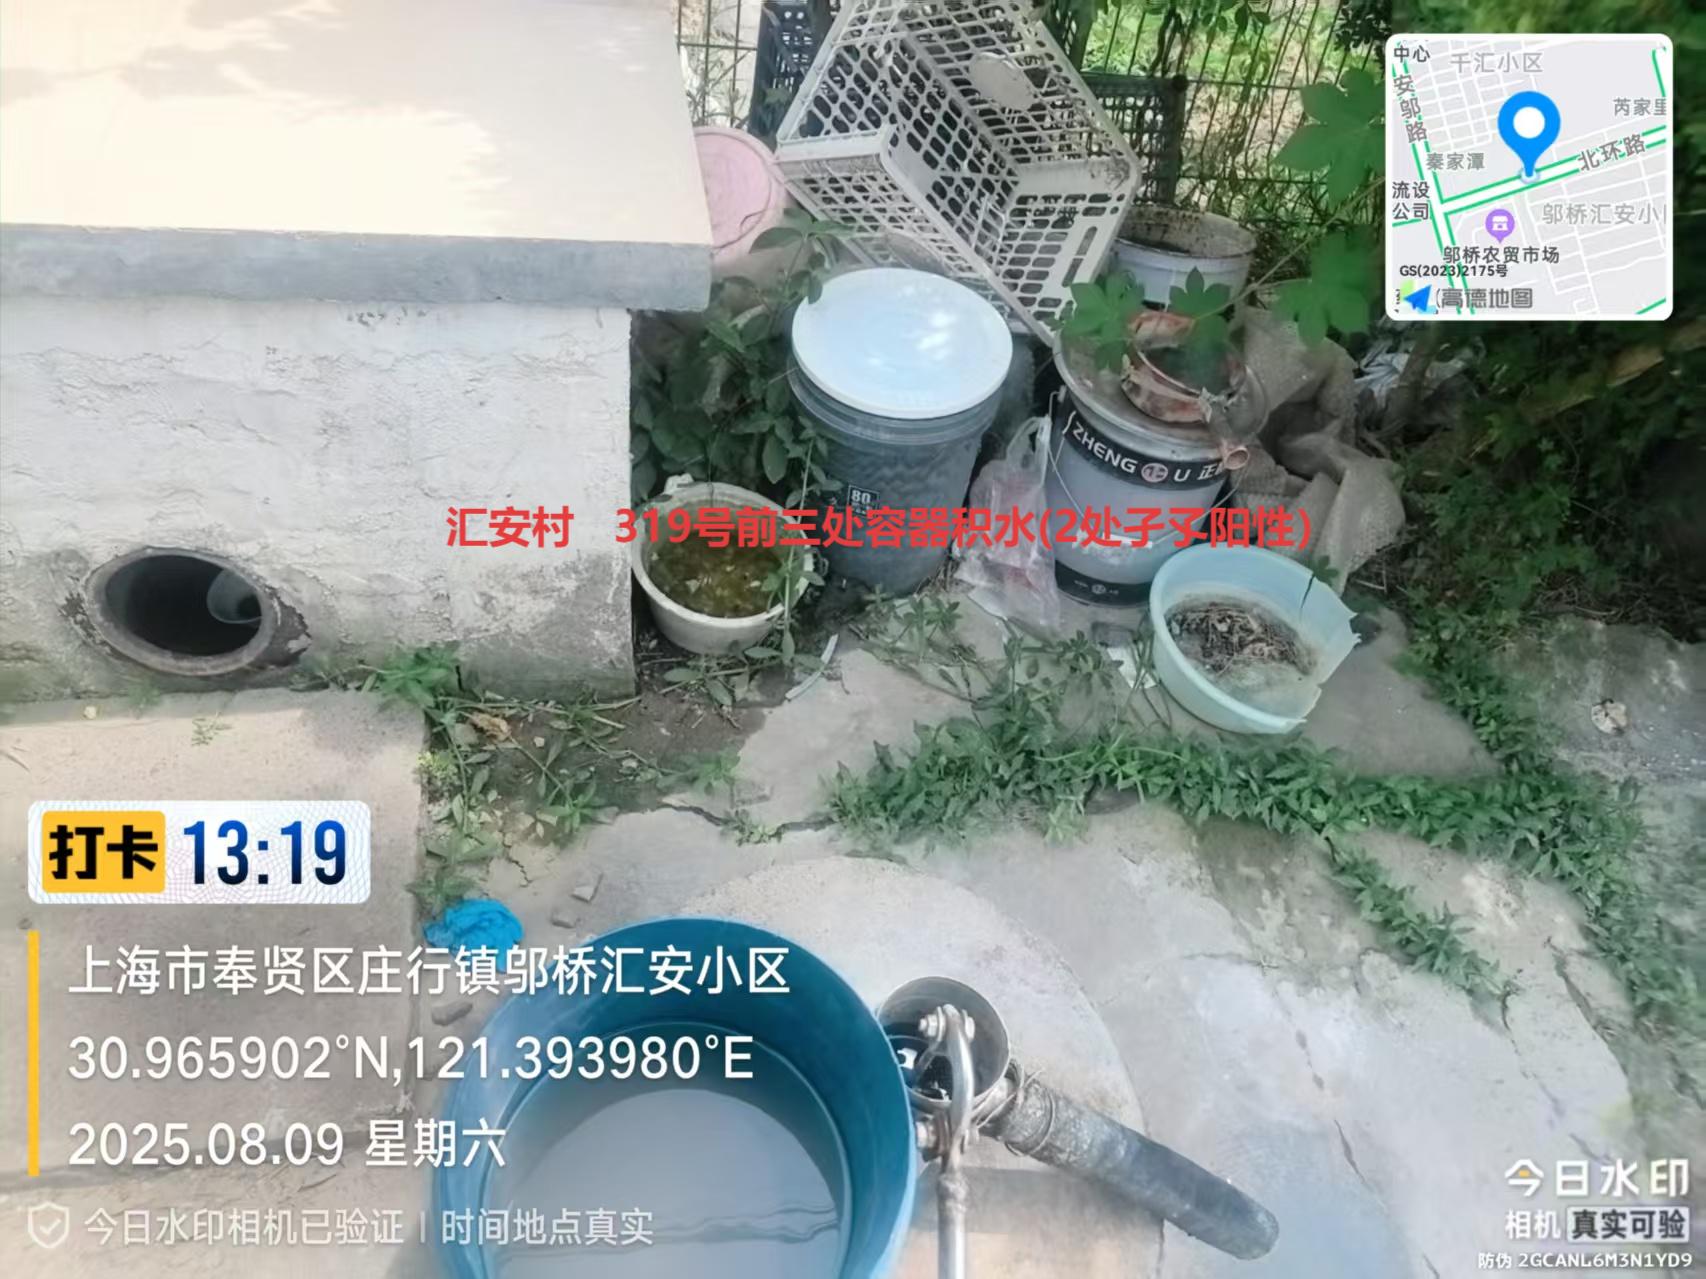 中心
千汇小区
安邬路
芮家里
秦家潭
北环路
流设
公司
邬桥汇安小
邬桥农贸市场
GS(2023)2175号
高德地图
ZHENG U 正
80
汇安村 319号前三处容器积水(2处孑孓阳性)
打卡 13:19
上海市奉贤区庄行镇邬桥汇安小区
30.965902°N,121.393980°E
2025.08.09 星期六
今日水印相机已验证 | 时间地点真实
今日水印
相机 真实可验
防伪 2GCANL6M3N1YD9